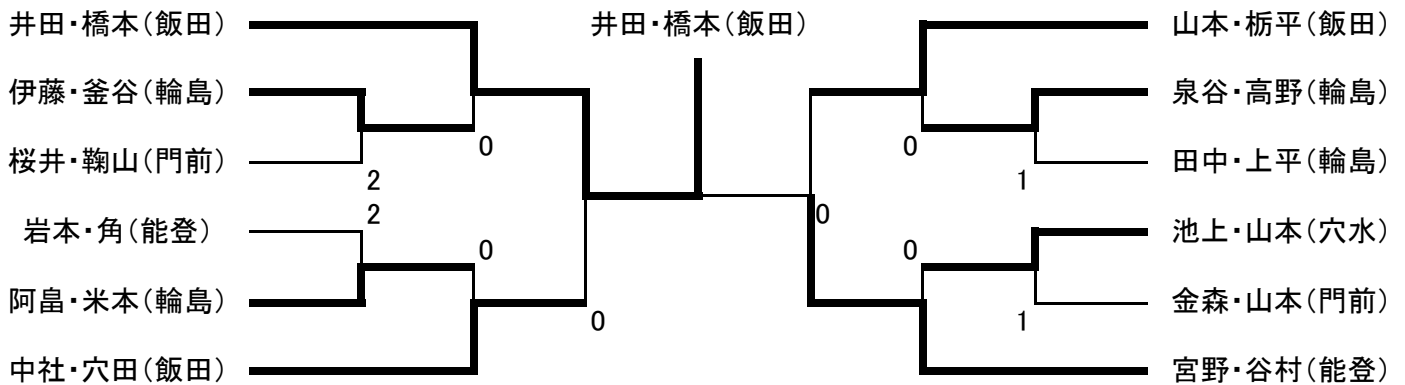 井田・橋本(飯田)
伊藤・釜谷(輪島)
桜井・鞠山(門前)
岩本・角(能登)
阿畠・米本(輪島)
中社・穴田(飯田)
2
2
0
0
0
井田・橋本(飯田)
0
0
0
1
1
山本・栃平(飯田)
泉谷・高野(輪島)
田中・上平(輪島)
池上・山本(穴水)
金森・山本(門前)
宮野・谷村(能登)